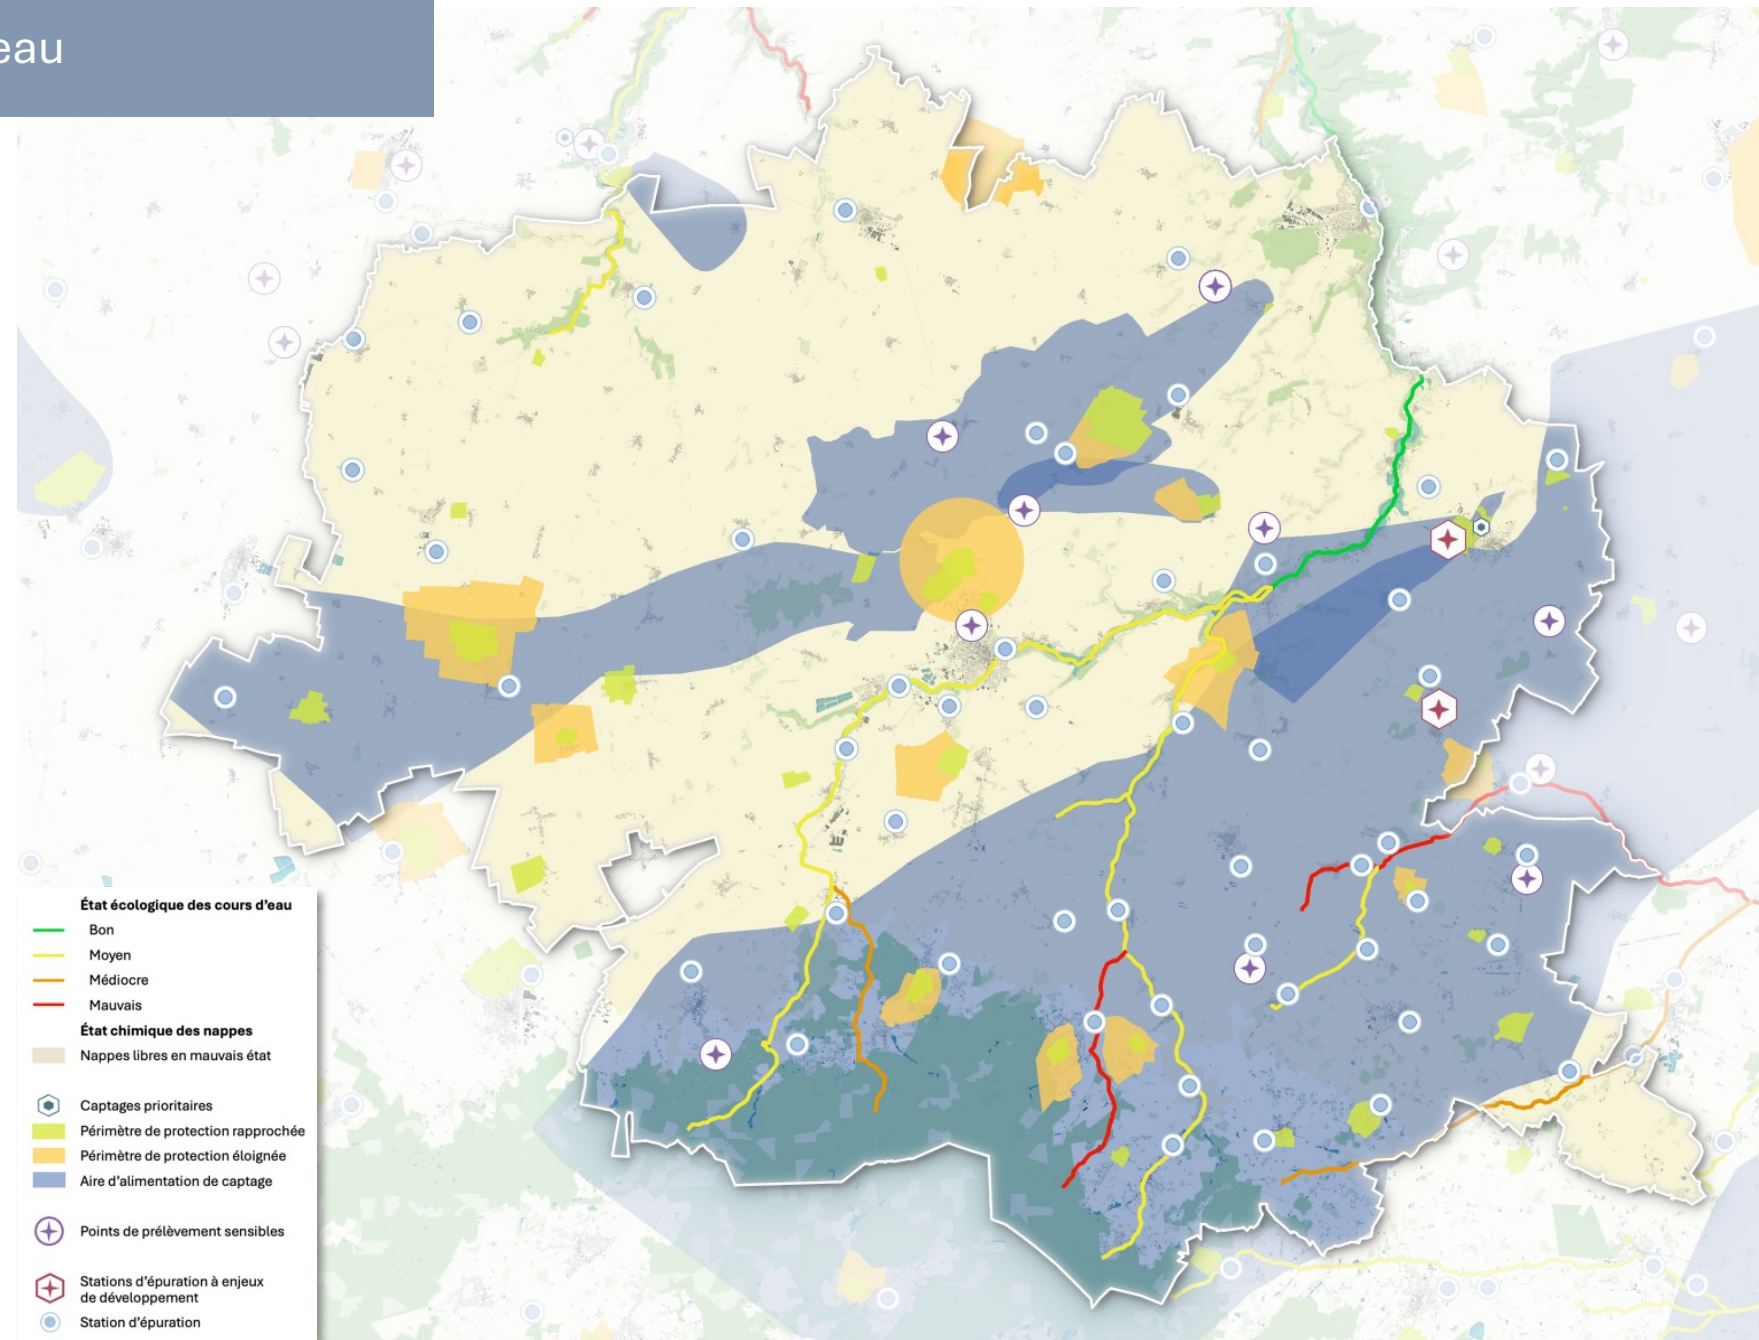 eau
État écologique des cours d'eau
Bon
Moyen
Médiocre
Mauvais
État chimique des nappes
Nappes libres en mauvais état
Captages prioritaires
Périmètre de protection rapprochée
Périmètre de protection éloignée
Aire d'alimentation de captage
Points de prélèvement sensibles
Stations d'épuration à enjeux
de développement
Station d'épuration